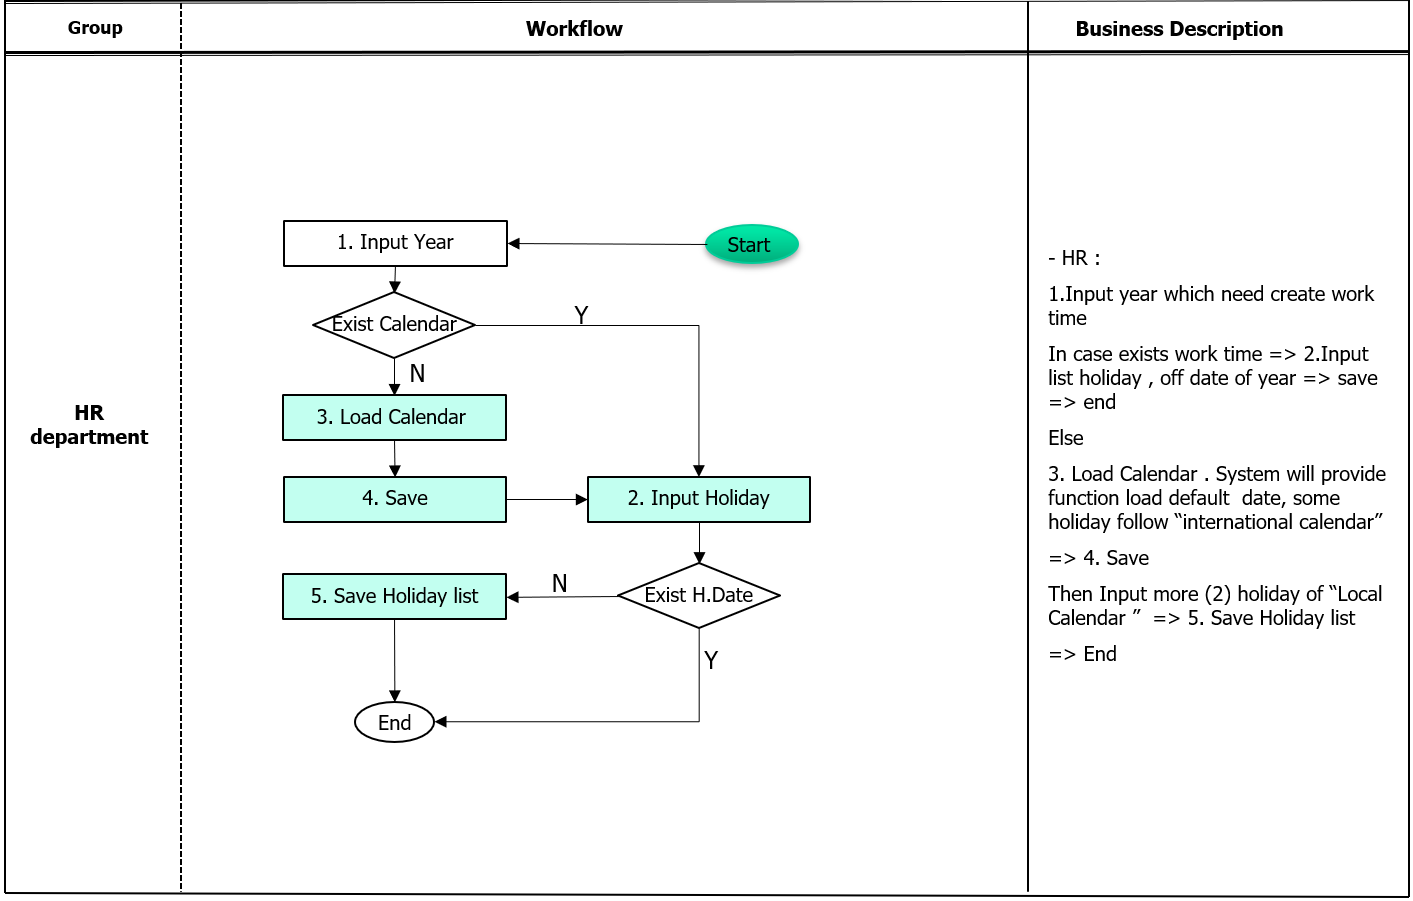 Group
Workflow
Business Description
HR
department
Start
1. Input Year
Exist Calendar
Y
N
3. Load Calendar
4. Save
2. Input Holiday
Exist H.Date
N
5. Save Holiday list
Y
End
- HR :
1.Input year which need create work
time
In case exists work time => 2.Input
list holiday , off date of year => save
=> end
Else
3. Load Calendar . System will provide
function load default  date, some
holiday follow “international calendar”
=> 4. Save
Then Input more (2) holiday of “Local
Calendar ”  => 5. Save Holiday list
=> End